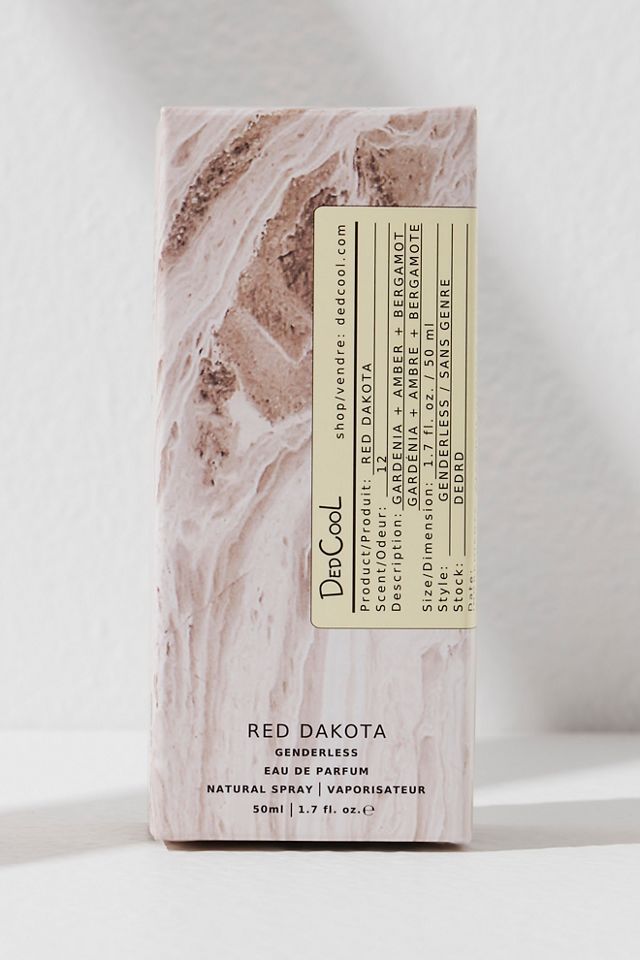 DEDCOOL shop/vendre: dedcool.com
Product/Produit: RED DAKOTA
Scent/Odeur: 12
Description: GARDENIA + AMBER + BERGAMOT
GARDÉNIA + AMBRE + BERGAMOTE
Size/Dimension: 1.7 fl. oz. / 50 ml
Style: GENDERLESS / SANS GENRE
Stock: DEDRD
RED DAKOTA
GENDERLESS
EAU DE PARFUM
NATURAL SPRAY | VAPORISATEUR
50ml | 1.7 fl. oz. ℮